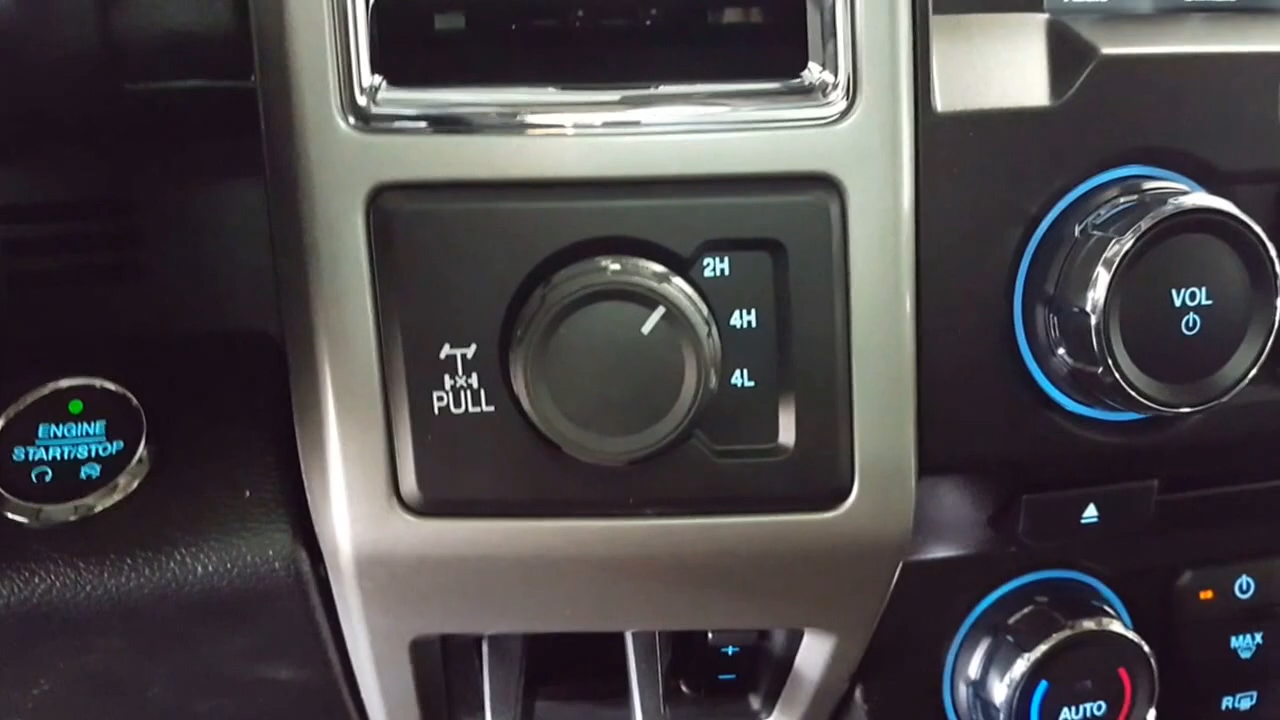 2H
4H
4L
PULL
VOL
ENGINE
START/STOP
+
−
MAX
R
AUTO